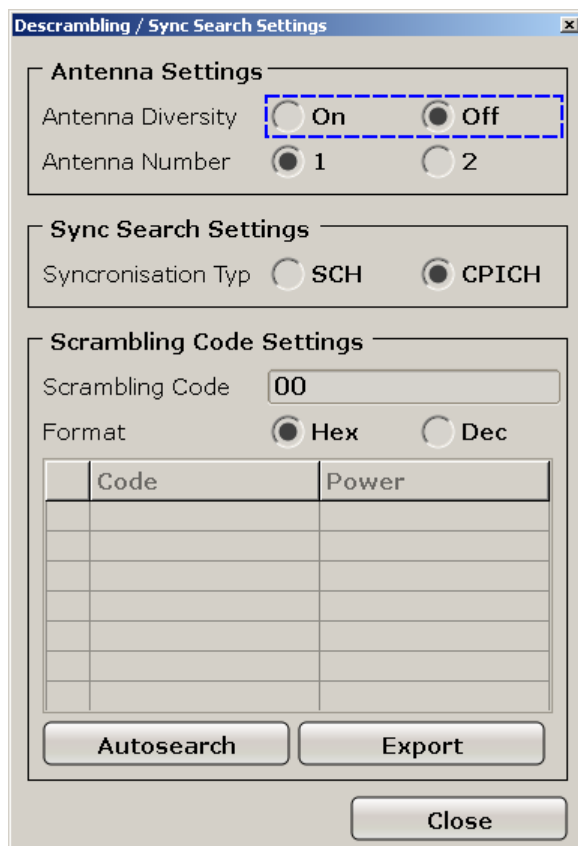 Descrambling / Sync Search Settings
Antenna Settings
Antenna Diversity On Off
Antenna Number 1 2
Sync Search Settings
Syncronisation Typ SCH CPICH
Scrambling Code Settings
Scrambling Code 00
Format Hex Dec
Code Power
Autosearch Export
Close